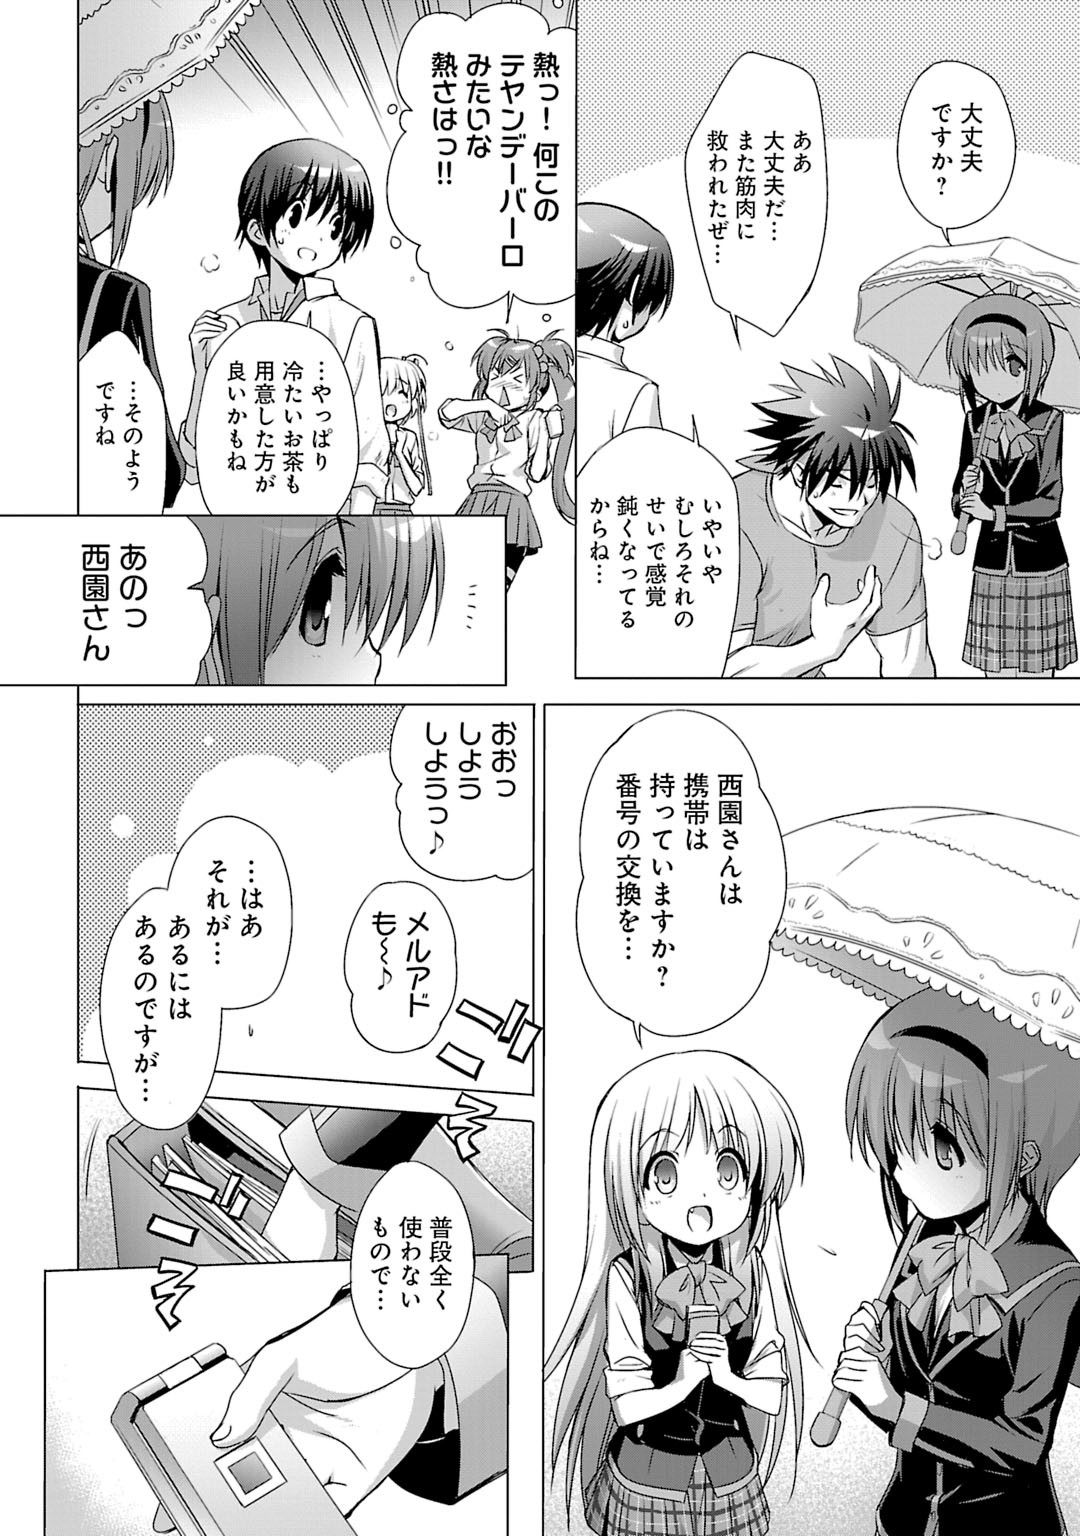 大丈夫
ですか？
ああ
大丈夫だ…
また筋肉に
救われたぜ…
いやいや
むしろそれの
せいで感覚
鈍くなってる
からね…
熱っ！何この
テヤンデーバーロ
みたいな
熱さはっ!!
…やっぱり
冷たいお茶も
用意した方が
良いかもね
…そのよう
ですね
あのっ
西園さん
西園さんは
携帯は
持っていますか？
番号の交換を…
おおっ
しよう
しようっ♪
メルアド
も～♪
…はあ
それが…
あるには
あるのですが…
ガーン
ガーン
普段全く
使わない
もので…